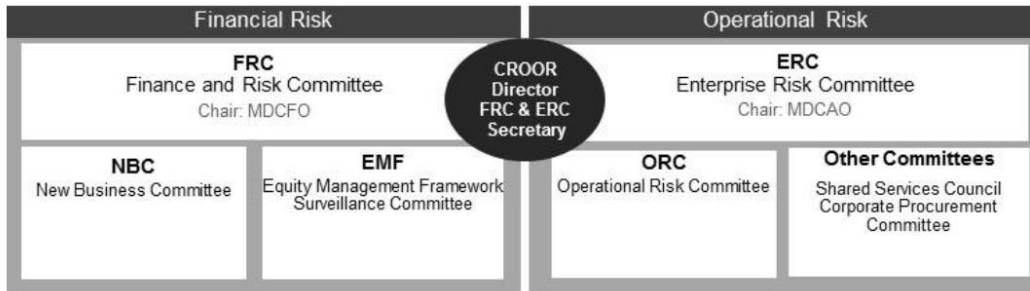 Financial Risk
Operational Risk
FRC
Finance and Risk Committee
Chair: MDCFO
CROOR
Director
FRC & ERC
Secretary
ERC
Enterprise Risk Committee
Chair: MDCAO
NBC
New Business Committee
EMF
Equity Management Framework
Surveillance Committee
ORC
Operational Risk Committee
Other Committees
Shared Services Council
Corporate Procurement
Committee